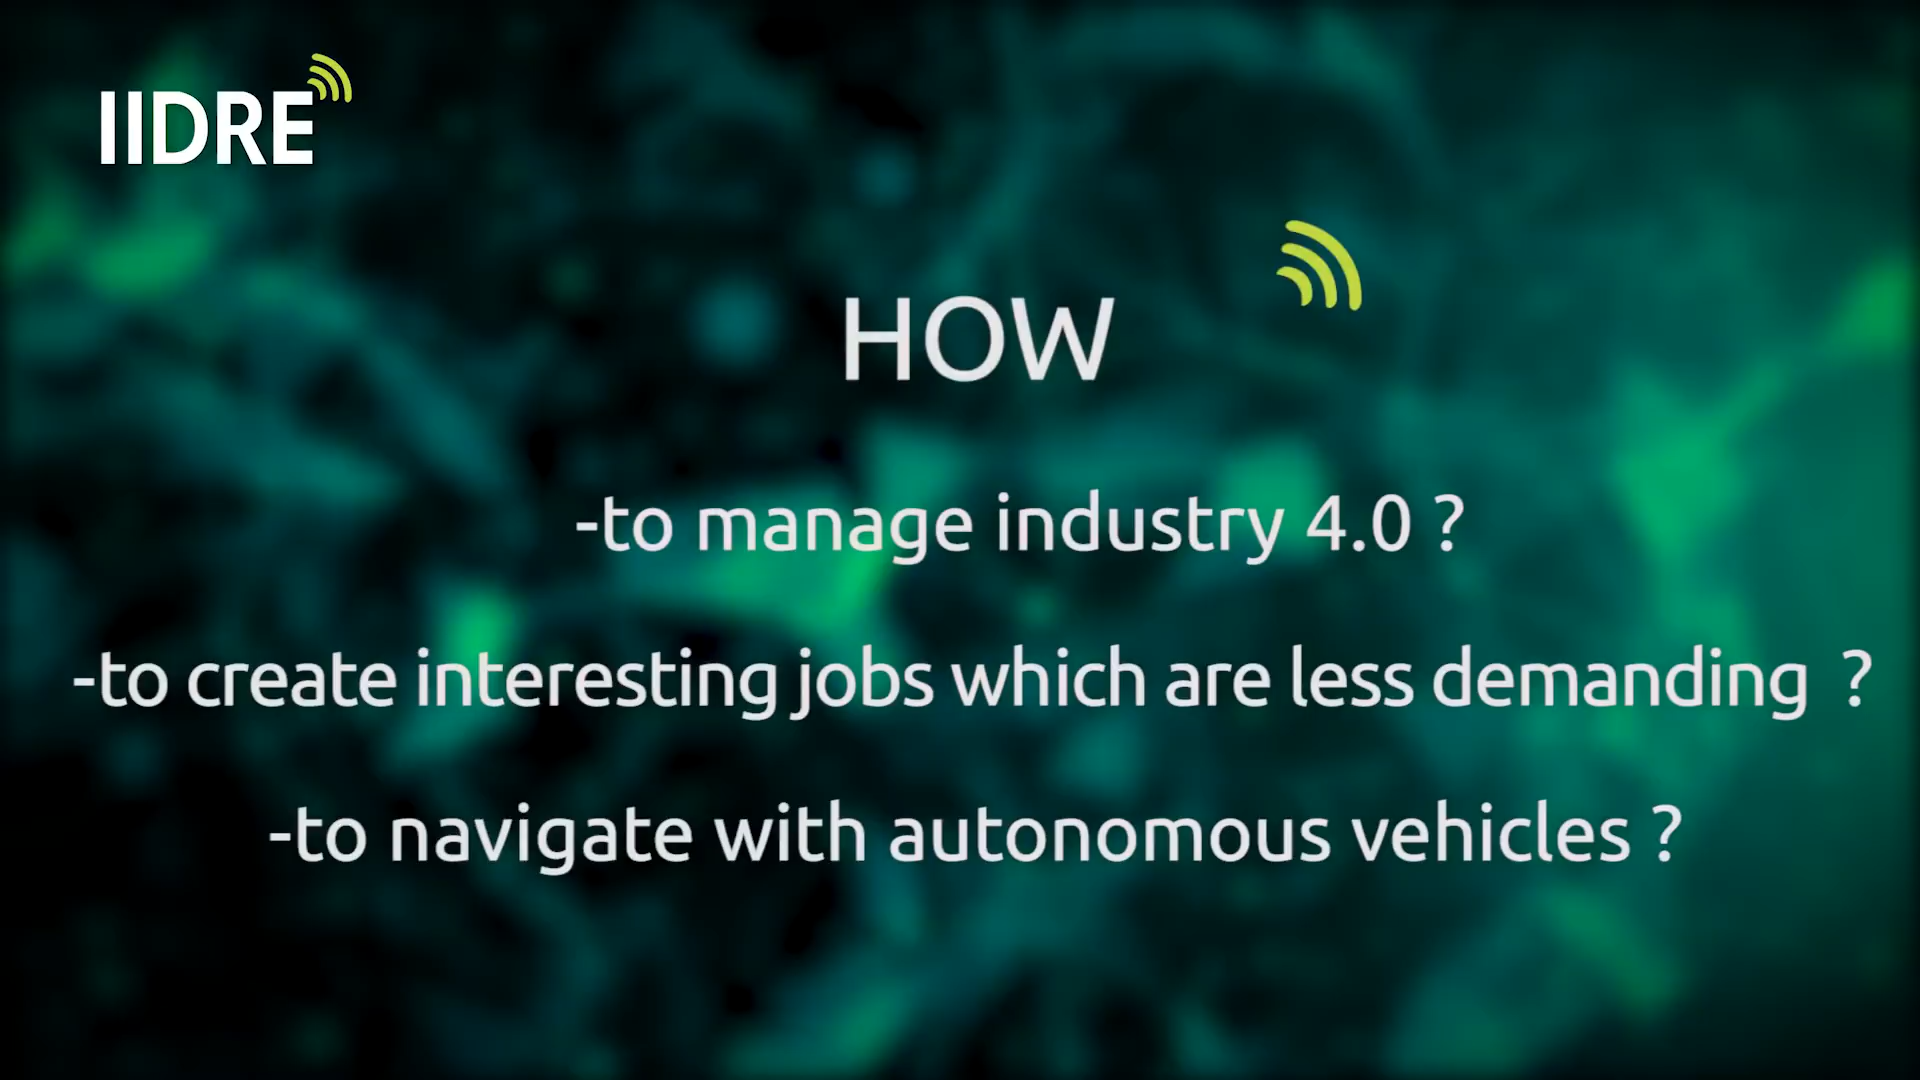 IIDRE
HOW
-to manage industry 4.0 ?
-to create interesting jobs which are less demanding  ?
-to navigate with autonomous vehicles ?